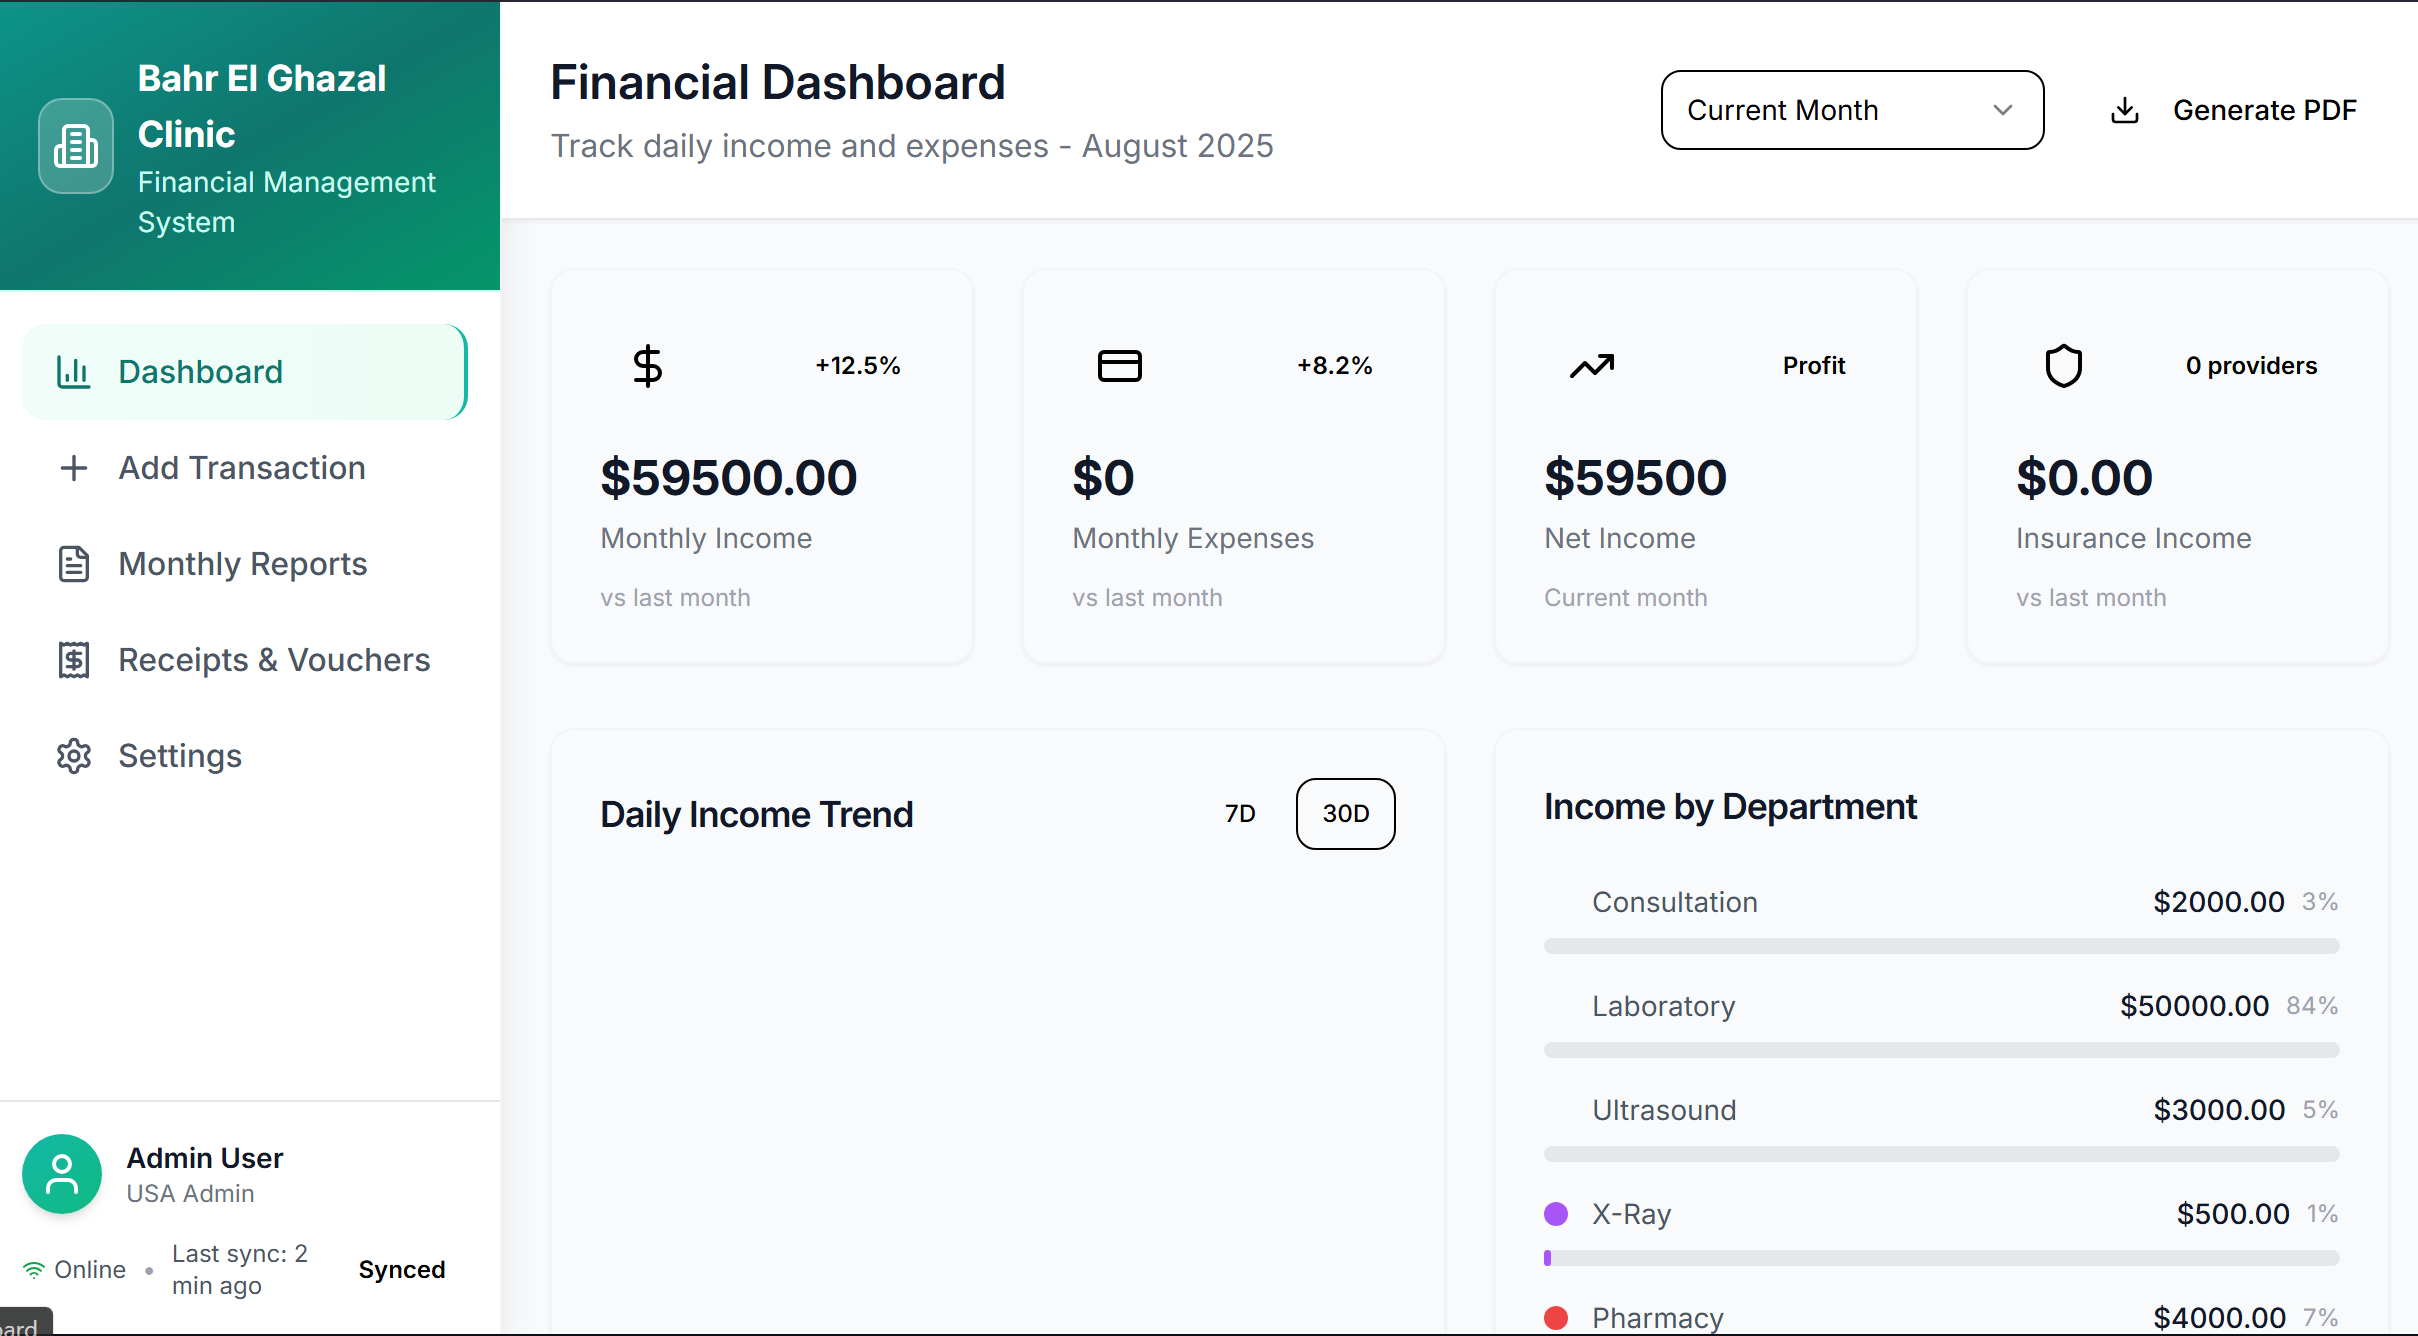 Bahr El Ghazal
Clinic
Financial Management
System
Dashboard
Add Transaction
Monthly Reports
Receipts & Vouchers
Settings
Admin User
USA Admin
Online • Last sync: 2
min ago
Synced
Financial Dashboard
Track daily income and expenses - August 2025
Current Month
Generate PDF
+12.5%
$59500.00
Monthly Income
vs last month
+8.2%
$0
Monthly Expenses
vs last month
Profit
$59500
Net Income
Current month
0 providers
$0.00
Insurance Income
vs last month
Daily Income Trend
7D
30D
Income by Department
Consultation $2000.00 3%
Laboratory $50000.00 84%
Ultrasound $3000.00 5%
X-Ray $500.00 1%
Pharmacy $4000.00 7%